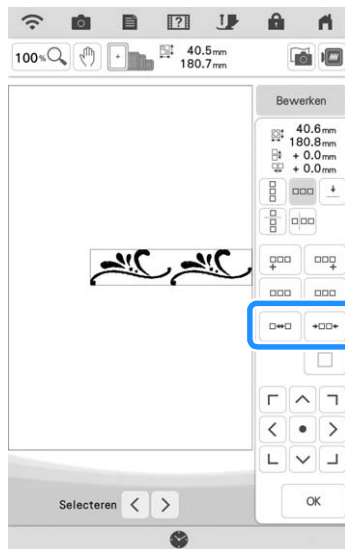 100%
40.5mm
180.7mm
Bewerken
40.6mm
180.8mm
+ 0.0mm
+ 0.0mm
Selecteren
OK